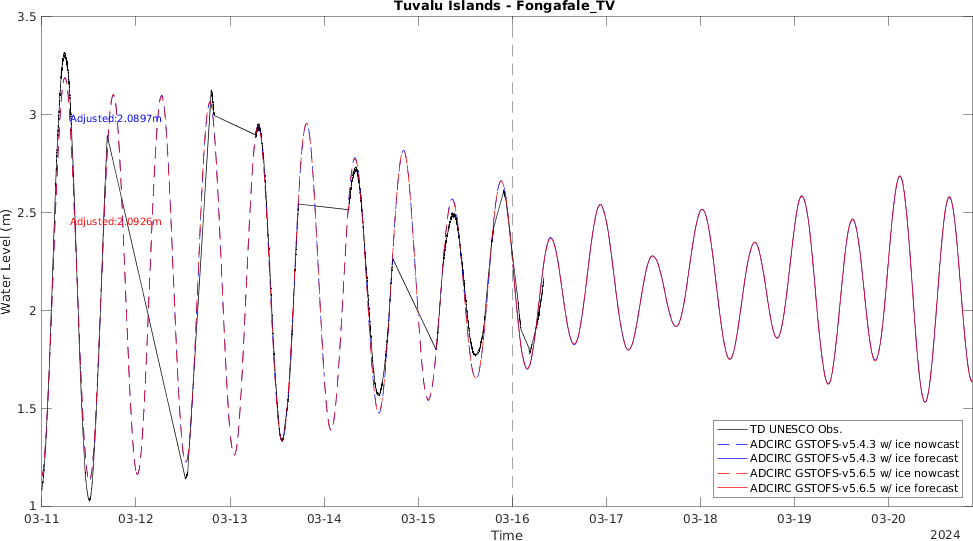 Tuvalu Islands - Fongafale_TV
3.5
3
2.5
2
1.5
1
Water Level (m)
Adjusted:2.0897m
Adjusted:2.0926m
TD UNESCO Obs.
ADCIRC GSTOFS-v5.4.3 w/ ice nowcast
ADCIRC GSTOFS-v5.4.3 w/ ice forecast
ADCIRC GSTOFS-v5.6.5 w/ ice nowcast
ADCIRC GSTOFS-v5.6.5 w/ ice forecast
03-11 03-12 03-13 03-14 03-15 03-16 03-17 03-18 03-19 03-20
Time
2024